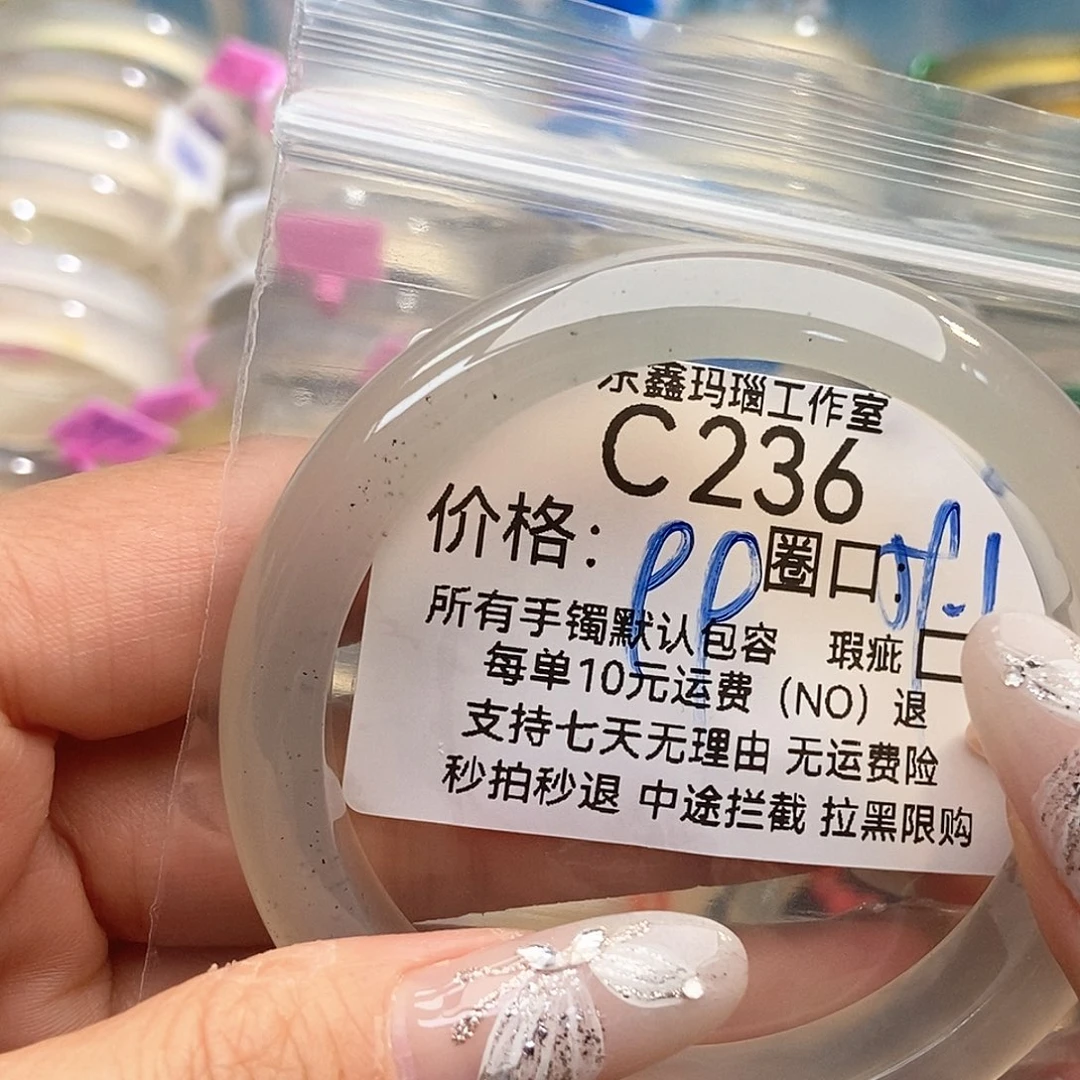 鑫玛瑙工作室
C236
价格：99 圈口：
所有手镯默认包容 瑕疵
每单10元运费（NO）退
支持七天无理由 无运费险
秒拍秒退 中途拦截 拉黑限购